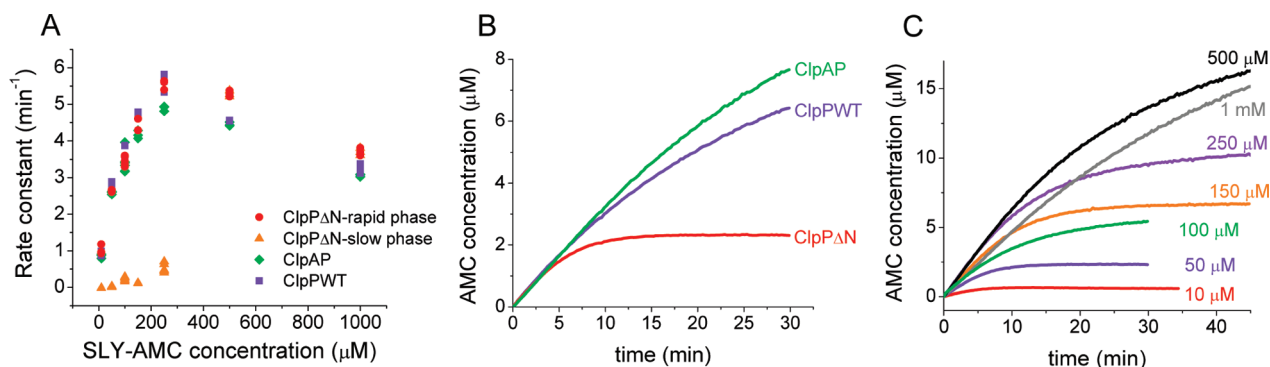 A
Rate constant (min-1)
6
5
4
3
2
1
0
ClpPΔN-rapid phase
ClpPΔN-slow phase
ClpAP
ClpPWT
0 200 400 600 800 1000
SLY-AMC concentration (μM)
B
AMC concentration (μM)
8
6
4
2
0
ClpAP
ClpPWT
ClpPΔN
0 5 10 15 20 25 30
time (min)
C
AMC concentration (μM)
15
10
5
0
500 μM
1 mM
250 μM
150 μM
100 μM
50 μM
10 μM
0 10 20 30 40
time (min)